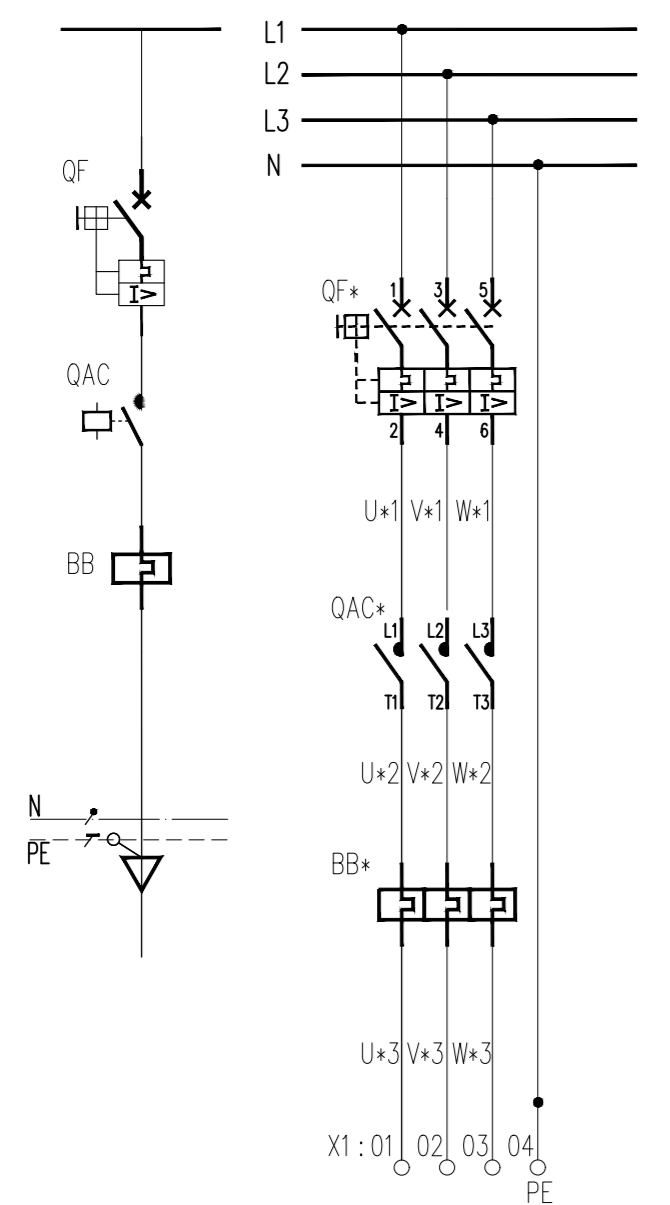 L1
L2
L3
N
QF
I>
QAC
BB
N
PE
QF*
1 3 5
I> I> I>
2 4 6
U*1 V*1 W*1
QAC*
L1 L2 L3
T1 T2 T3
U*2 V*2 W*2
BB*
U*3 V*3 W*3
X1 : 01 02 03 04
PE